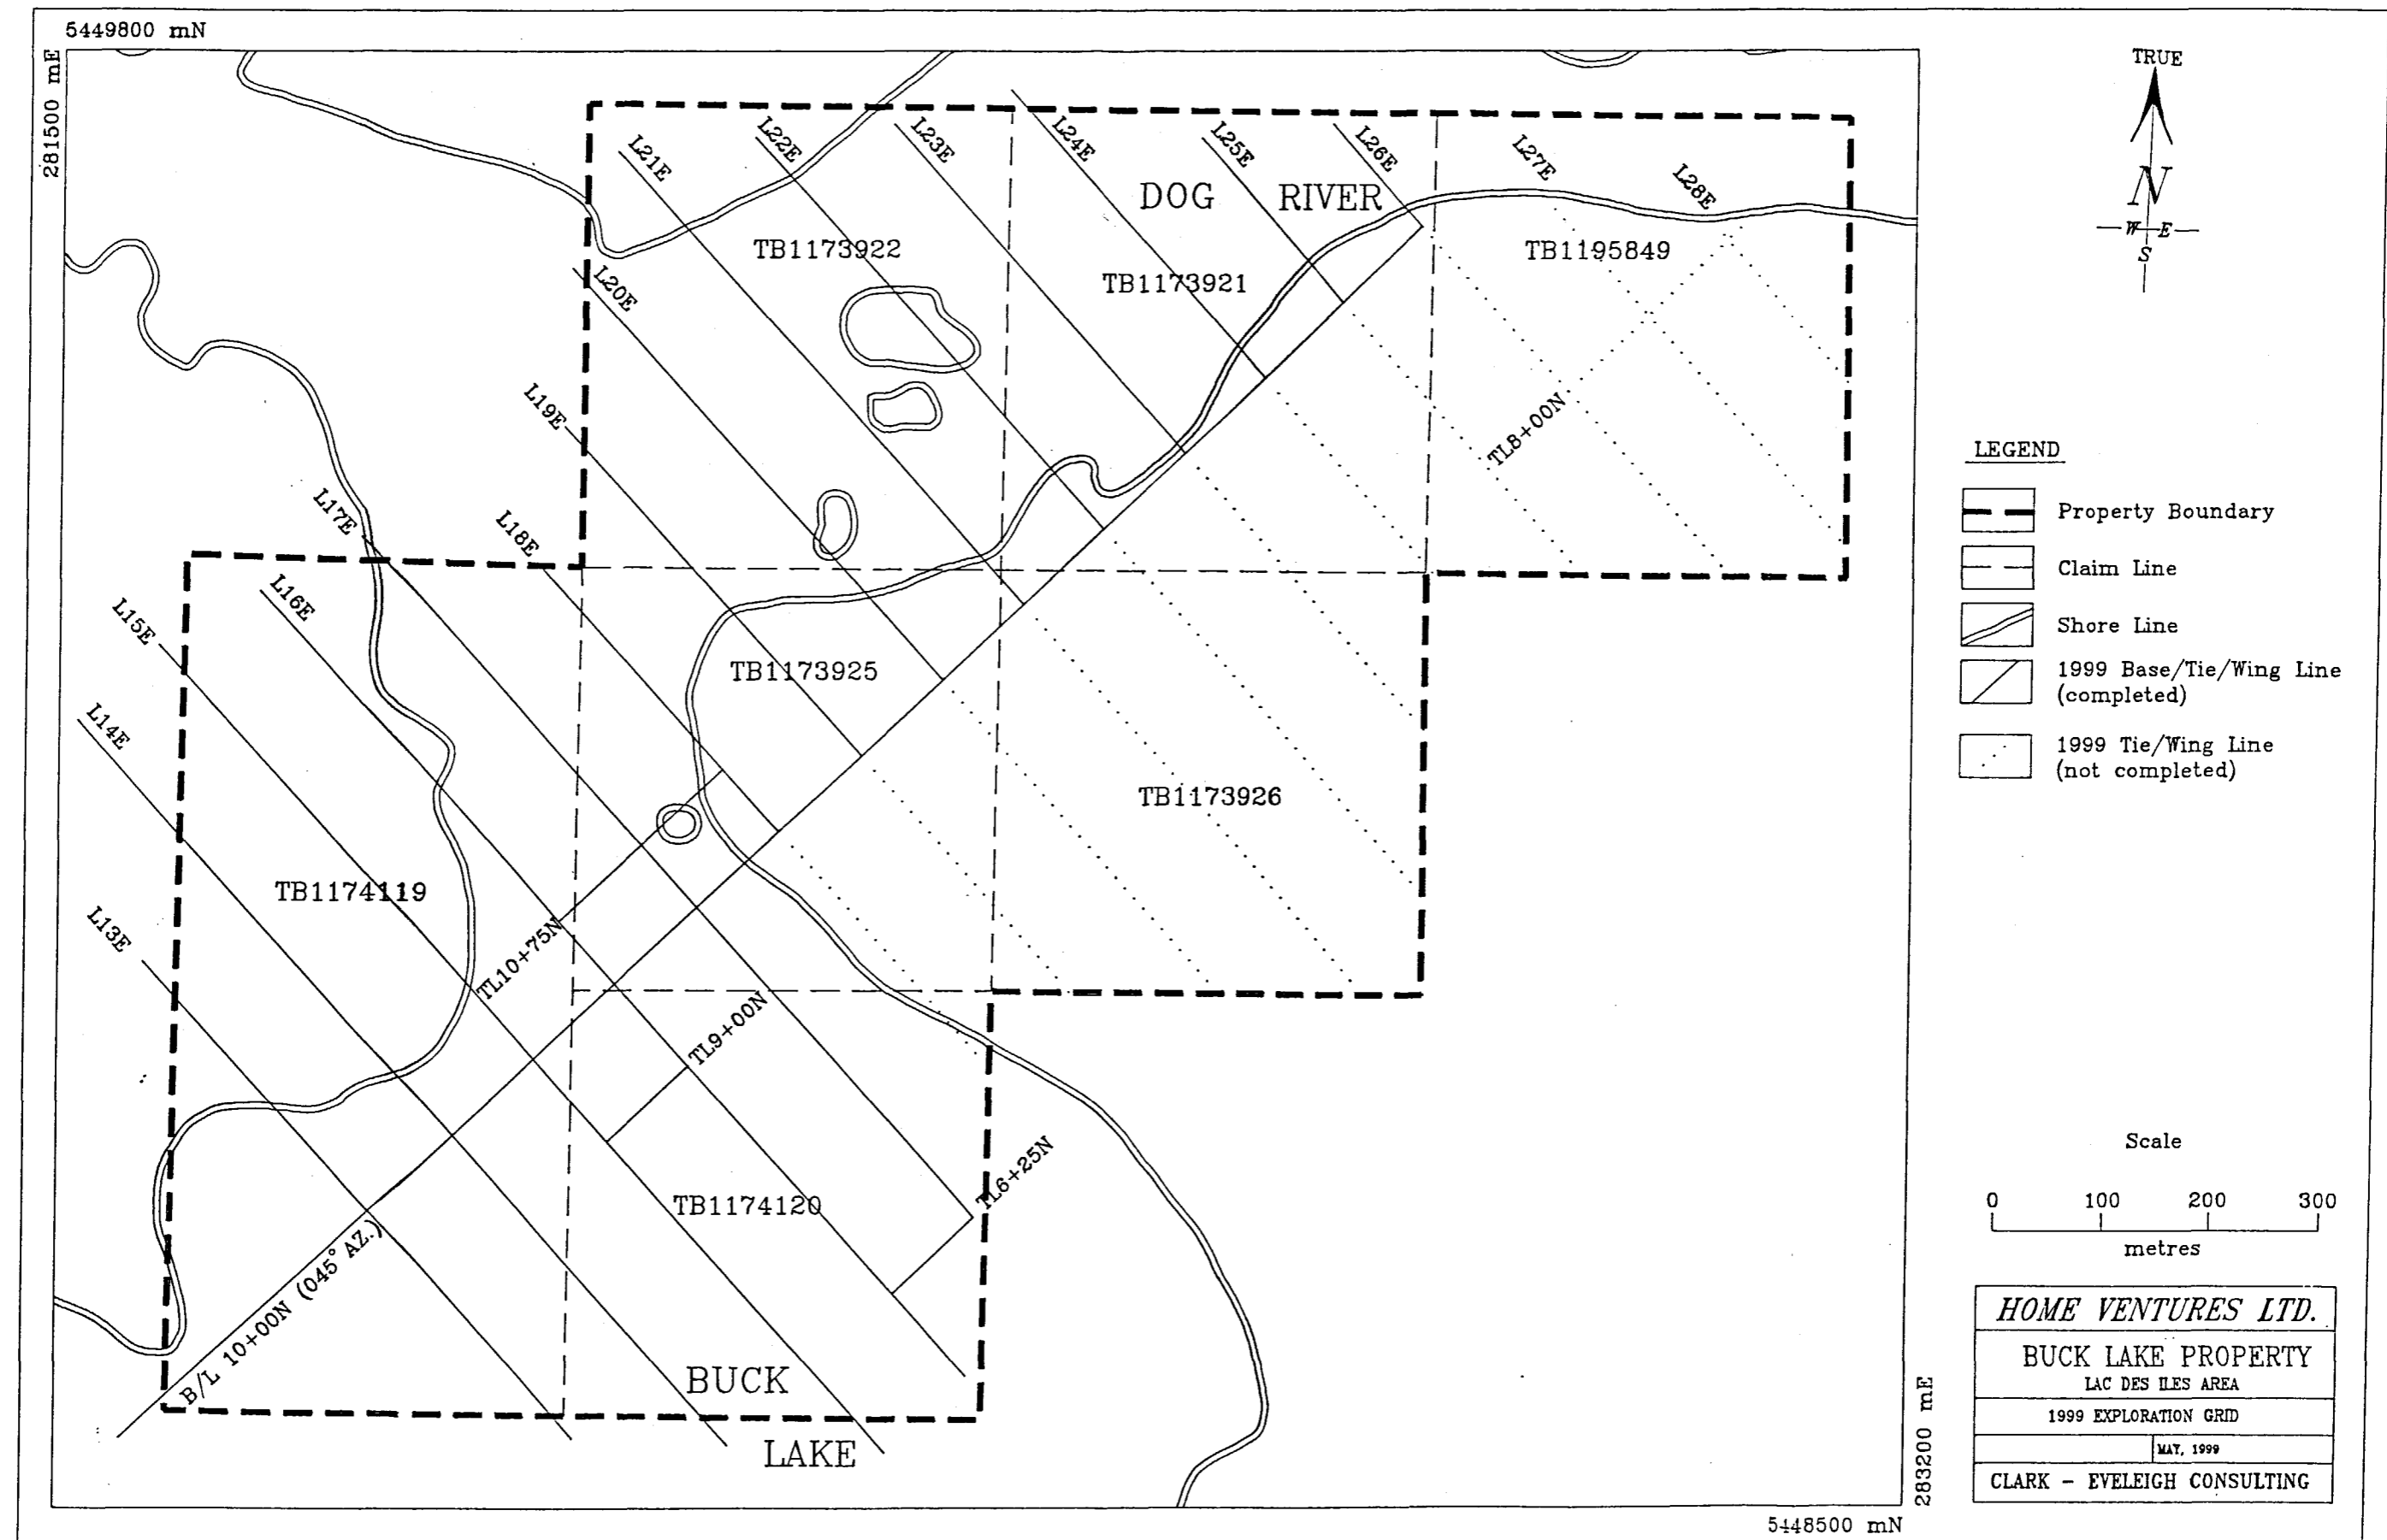 5449800 mN
281500 mE
TRUE
N
W E
S
L21E
L22E
L23E
L24E
L25E
L26E
L27E
L28E
DOG RIVER
TB1173922
TB1173921
TB1195849
L20E
L19E
TL8+00N
L17E
L18E
L16E
L15E
L14E
L13E
TB1173925
TB1173926
TB1174119
TL10+75N
TL9+00N
TL6+25N
TB1174120
B/L 10+00N (045° AZ.)
BUCK
LAKE
LEGEND
Property Boundary
Claim Line
Shore Line
1999 Base/Tie/Wing Line
(completed)
1999 Tie/Wing Line
(not completed)
Scale
0 100 200 300
metres
HOME VENTURES LTD.
BUCK LAKE PROPERTY
LAC DES ILES AREA
1999 EXPLORATION GRID
MAY, 1999
CLARK - EVELEIGH CONSULTING
283200 mE
5448500 mN